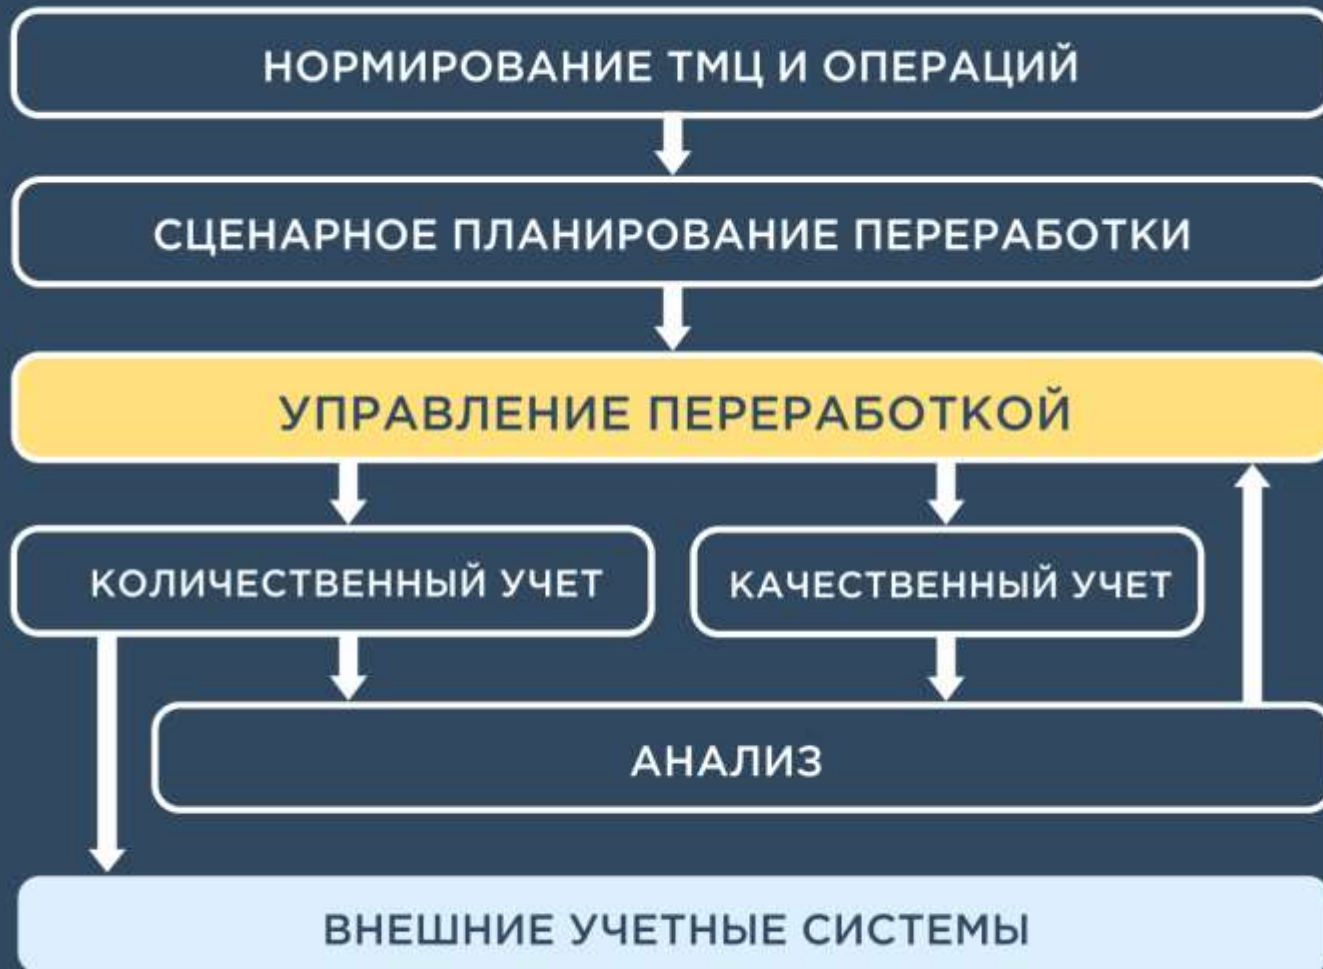 НОРМИРОВАНИЕ ТМЦ И ОПЕРАЦИЙ
СЦЕНАРНОЕ ПЛАНИРОВАНИЕ ПЕРЕРАБОТКИ
УПРАВЛЕНИЕ ПЕРЕРАБОТКОЙ
КОЛИЧЕСТВЕННЫЙ УЧЕТ
КАЧЕСТВЕННЫЙ УЧЕТ
АНАЛИЗ
ВНЕШНИЕ УЧЕТНЫЕ СИСТЕМЫ